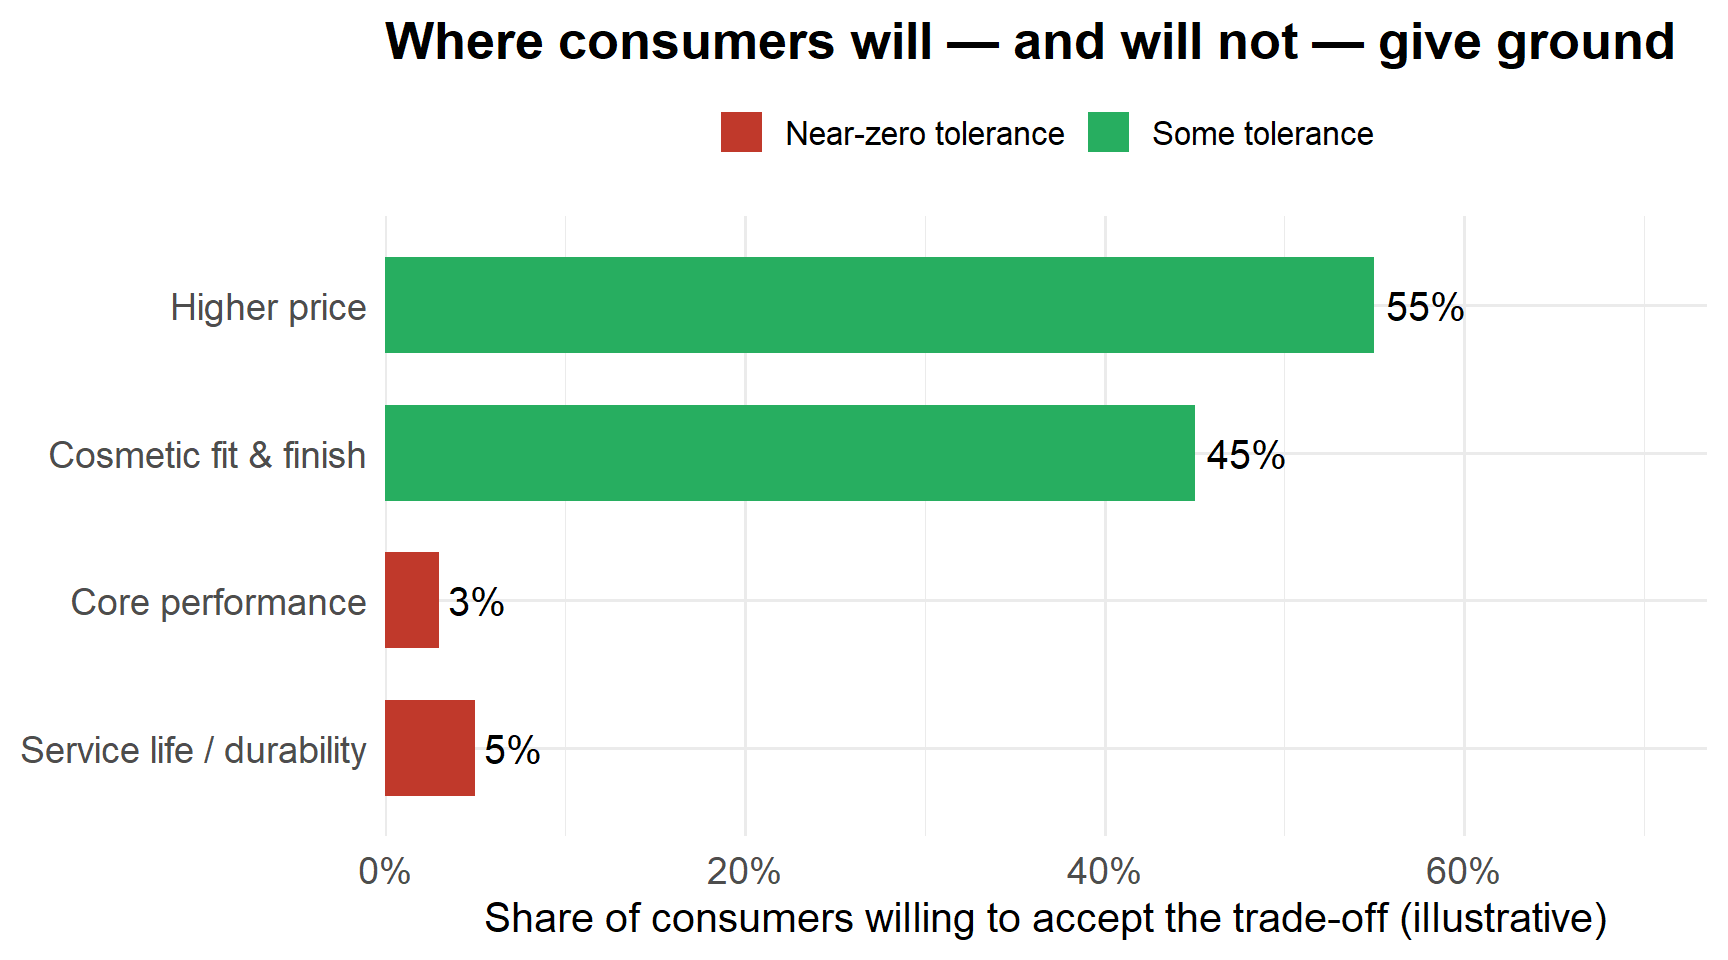 Where consumers will — and will not — give ground
Near-zero tolerance
Some tolerance
Higher price
55%
Cosmetic fit & finish
45%
Core performance
3%
Service life / durability
5%
0%
20%
40%
60%
Share of consumers willing to accept the trade-off (illustrative)